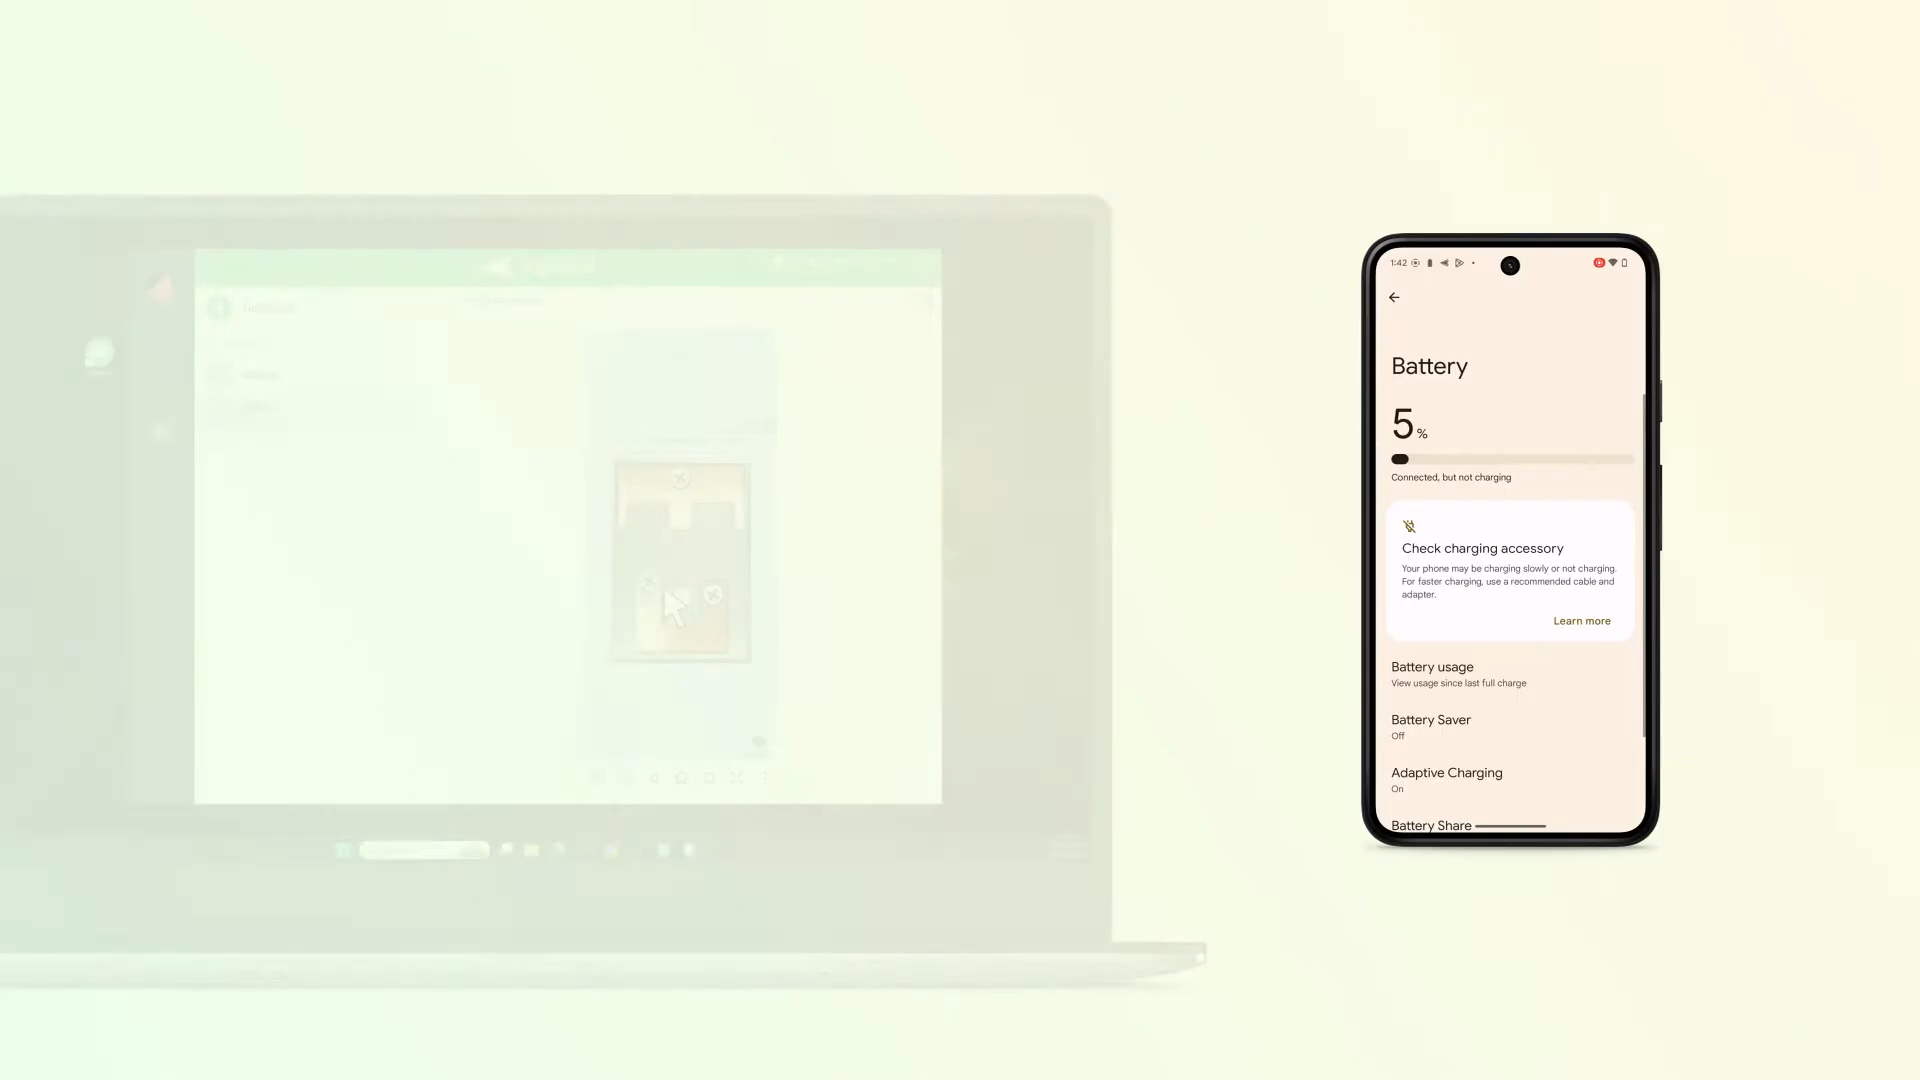 1:42
Battery
5%
Connected, but not charging
Check charging accessory
Your phone may be charging slowly or not charging.
For faster charging, use a recommended cable and
adapter.
Learn more
Battery usage
View usage since last full charge
Battery Saver
Off
Adaptive Charging
On
Battery Share